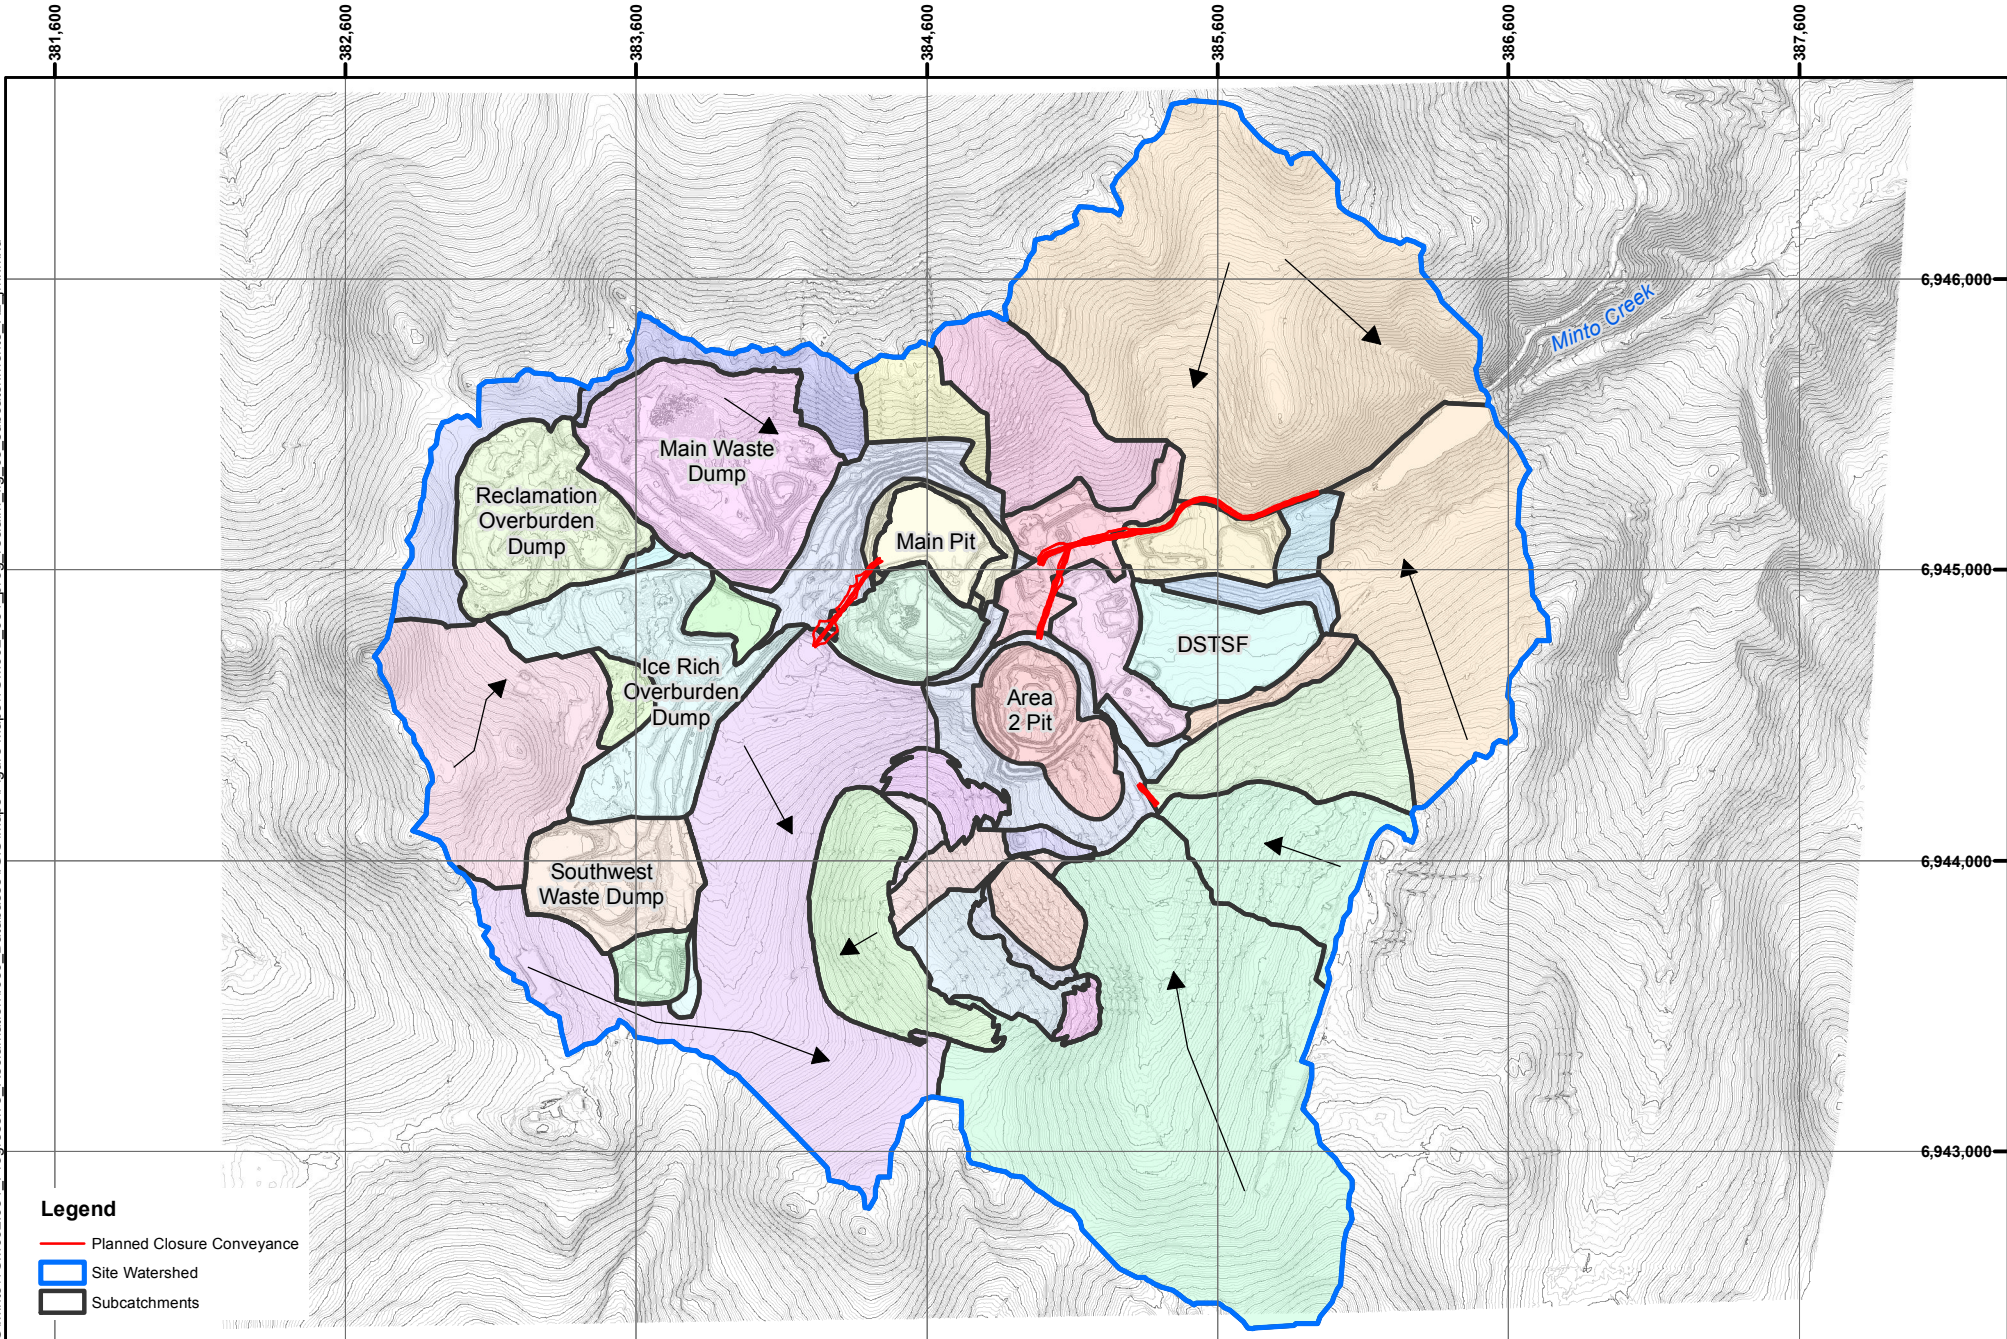 381,600
382,600
383,600
384,600
385,600
386,600
387,600
6,946,000
Minto Creek
Main Waste
Dump
Reclamation
Overburden
Dump
Main Pit
6,945,000
DSTSF
Ice Rich
Overburden
Dump
Area
2 Pit
Southwest
Waste Dump
6,944,000
6,943,000
Legend
Planned Closure Conveyance
Site Watershed
Subcatchments